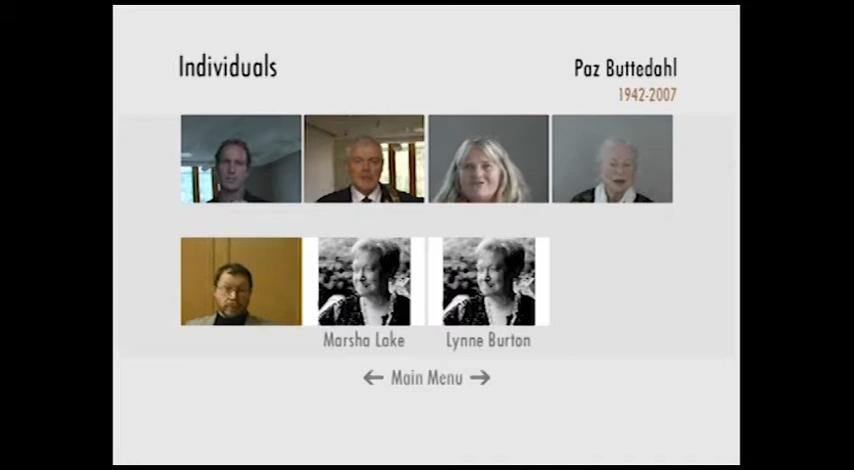 Individuals
Paz Buttedahl
1942-2007
Marsha Lake
Lynne Burton
← Main Menu →